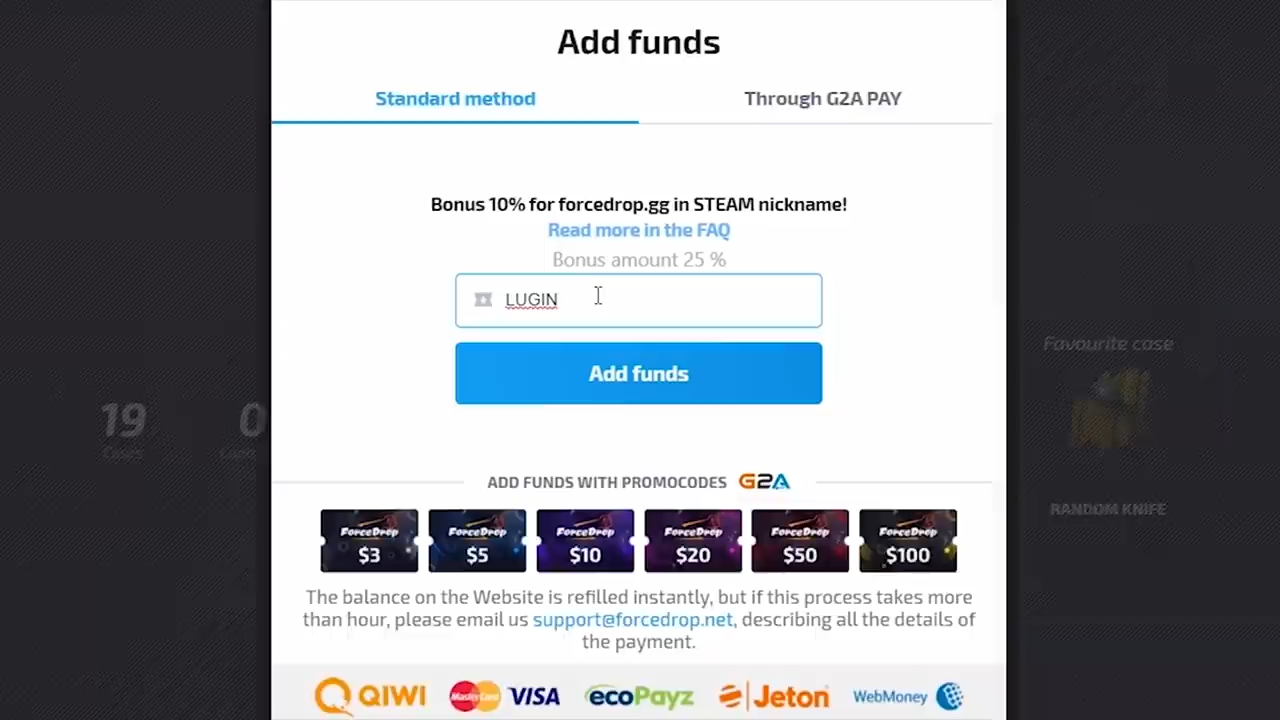 Add funds
Standard method
Through G2A PAY
Bonus 10% for forcedrop.gg in STEAM nickname!
Read more in the FAQ
Bonus amount 25 %
LUGIN
Add funds
19
0
Cases
Favourite case
RANDOM KNIFE
ADD FUNDS WITH PROMOCODES G2A
ForceDrop ForceDrop ForceDrop ForceDrop ForceDrop ForceDrop
$3 $5 $10 $20 $50 $100
The balance on the Website is refilled instantly, but if this process takes more
than hour, please email us support@forcedrop.net, describing all the details of
the payment.
QIWI MasterCard VISA ecoPayz Jeton WebMoney